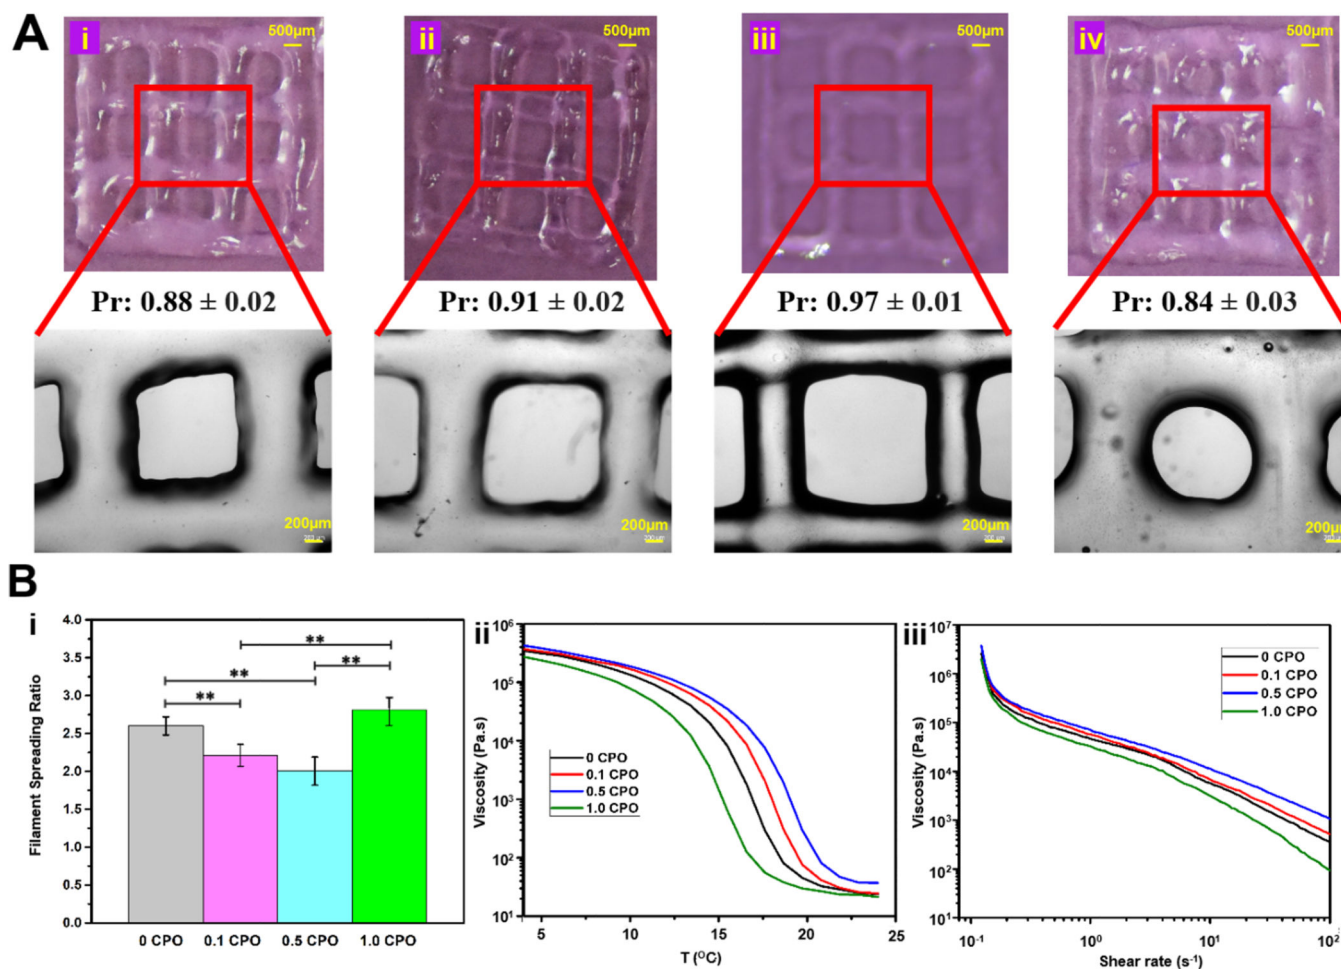 A
i
500μm
ii
500μm
iii
500μm
iv
500μm
Pr: 0.88 ± 0.02
Pr: 0.91 ± 0.02
Pr: 0.97 ± 0.01
Pr: 0.84 ± 0.03
200μm
200μm
200μm
200μm
B
i
Filament Spreading Ratio
4.0
3.5
3.0
2.5
2.0
1.5
1.0
0.5
0.0
**
**
**
**
0 CPO 0.1 CPO 0.5 CPO 1.0 CPO
ii
Viscosity (Pa.s)
10⁶
10⁵
10⁴
10³
10²
10¹
0 CPO
0.1 CPO
0.5 CPO
1.0 CPO
5 10 15 20 25
T (⁰C)
iii
Viscosity (Pa.s)
10⁷
10⁶
10⁵
10⁴
10³
10²
10¹
0 CPO
0.1 CPO
0.5 CPO
1.0 CPO
10⁻¹ 10⁰ 10¹ 10²
Shear rate (s⁻¹)